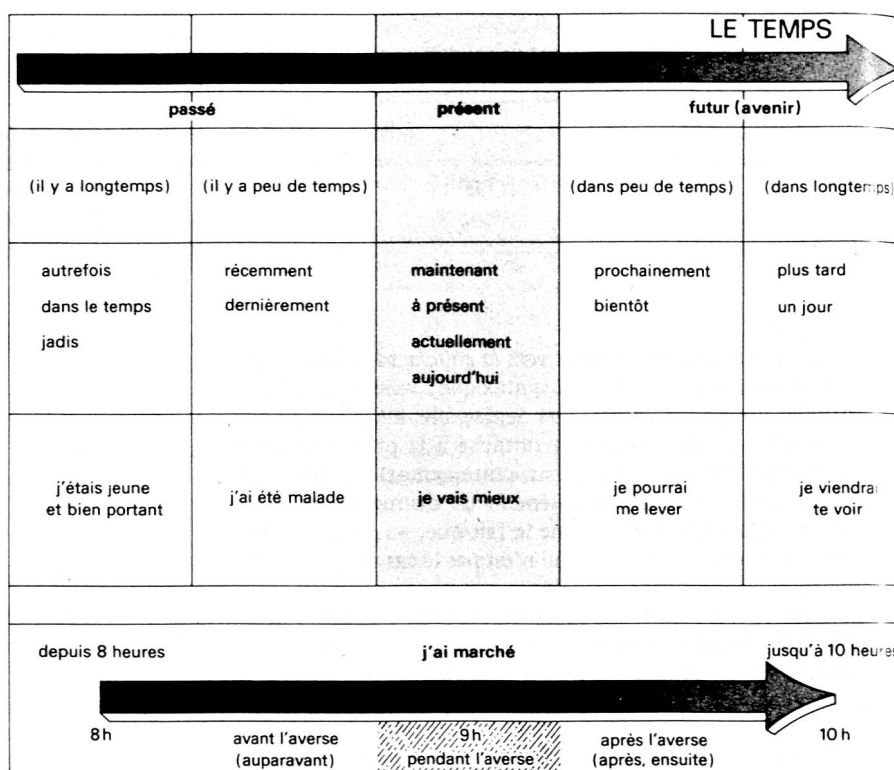 LE TEMPS
passé présent futur (avenir)
(il y a longtemps) (il y a peu de temps) (dans peu de temps) (dans longtemps)
autrefois récemment maintenant prochainement plus tard
dans le temps dernièrement à présent bientôt un jour
jadis actuellement
aujourd'hui
j'étais jeune
et bien portant
j'ai été malade
je vais mieux
je pourrai
me lever
je viendrai
te voir
depuis 8 heures j'ai marché jusqu'à 10 heures
8 h 9 h 10 h
avant l'averse
(auparavant)
pendant l'averse
après l'averse
(après, ensuite)